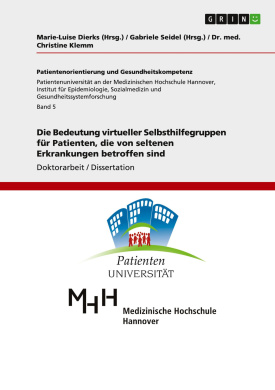 GRIN
Marie-Luise Dierks (Hrsg.) / Gabriele Seidel (Hrsg.) / Dr. med.
Christine Klemm
Patientenorientierung und Gesundheitskompetenz
Patientenuniversität an der Medizinischen Hochschule Hannover,
Institut für Epidemiologie, Sozialmedizin und
Gesundheitssystemforschung
Band 5
Die Bedeutung virtueller Selbsthilfegruppen
für Patienten, die von seltenen
Erkrankungen betroffen sind
Doktorarbeit / Dissertation
Patienten
UNIVERSITÄT
MHH
Medizinische Hochschule
Hannover